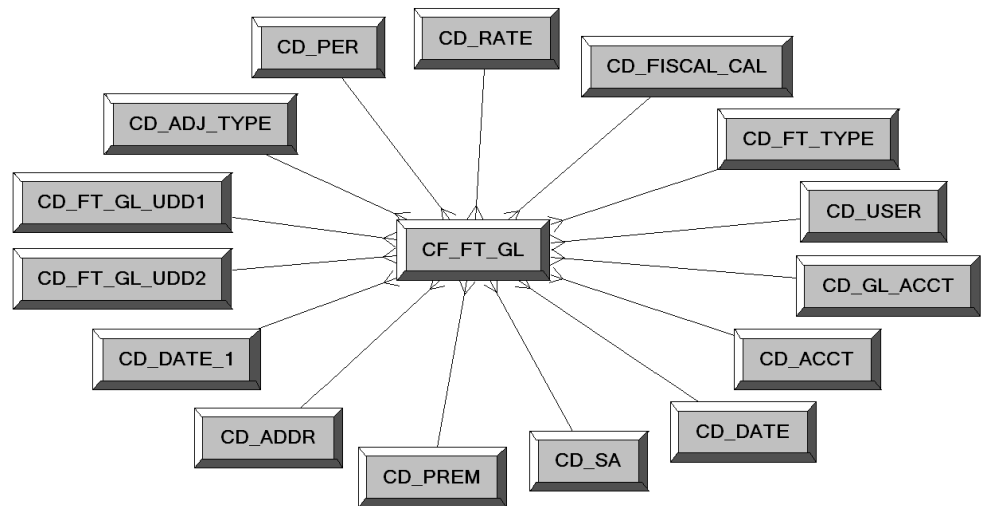 CD_RATE
CD_PER
CD_FISCAL_CAL
CD_ADJ_TYPE
CD_FT_TYPE
CD_FT_GL_UDD1
CD_USER
CF_FT_GL
CD_FT_GL_UDD2
CD_GL_ACCT
CD_DATE_1
CD_ACCT
CD_ADDR
CD_DATE
CD_SA
CD_PREM